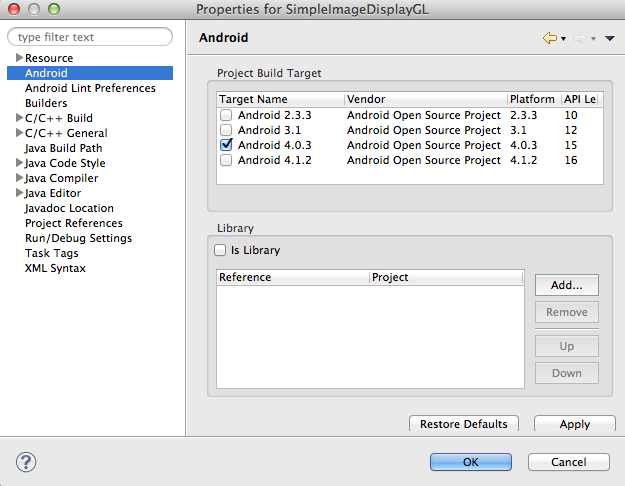 Properties for SimpleImageDisplayGL
type filter text
Resource
Android
Android Lint Preferences
Builders
C/C++ Build
C/C++ General
Java Build Path
Java Code Style
Java Compiler
Java Editor
Javadoc Location
Project References
Run/Debug Settings
Task Tags
XML Syntax
Android
Project Build Target
Target Name Vendor Platform API Le
Android 2.3.3 Android Open Source Project 2.3.3 10
Android 3.1 Android Open Source Project 3.1 12
Android 4.0.3 Android Open Source Project 4.0.3 15
Android 4.1.2 Android Open Source Project 4.1.2 16
Library
Is Library
Reference Project
Add...
Remove
Up
Down
Restore Defaults Apply
? OK Cancel